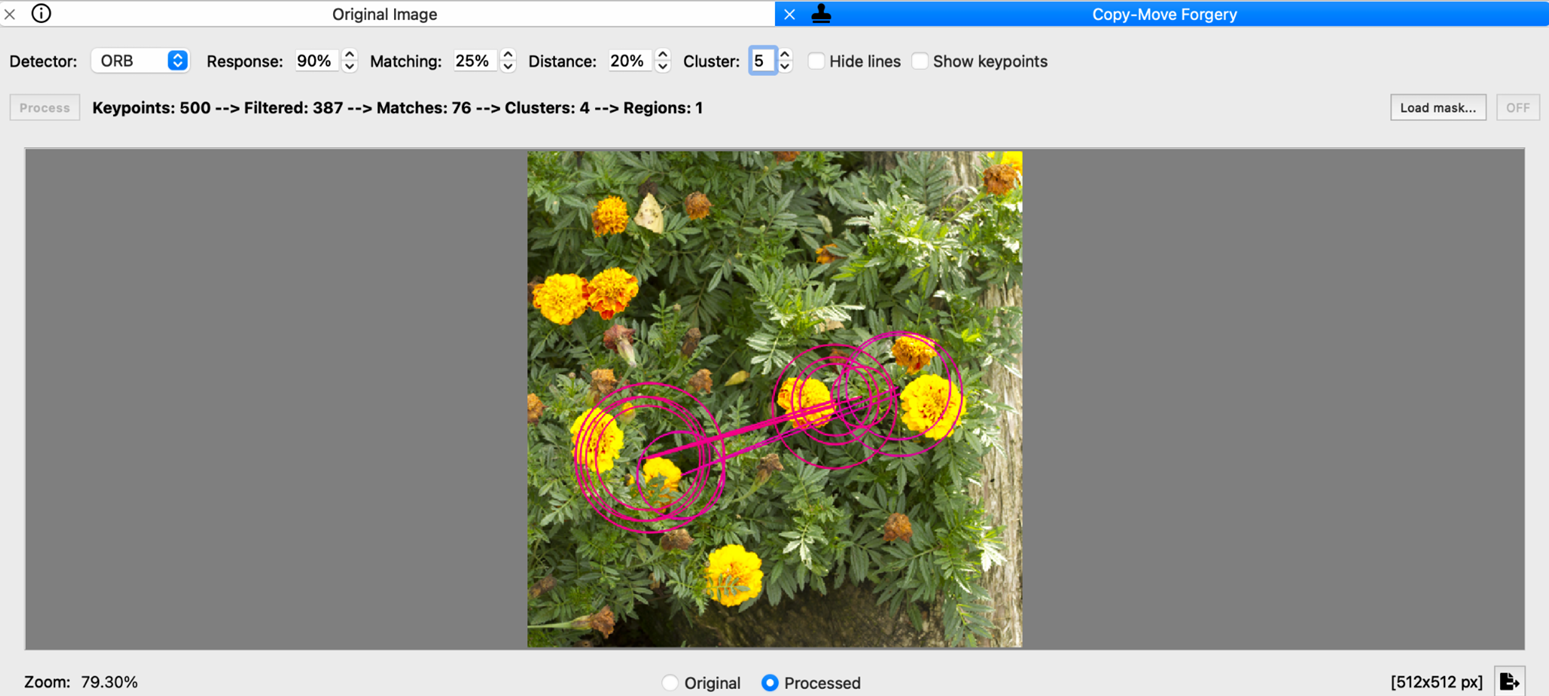 Original Image
Copy-Move Forgery
Detector: ORB Response: 90% Matching: 25% Distance: 20% Cluster: 5 Hide lines Show keypoints
Process Keypoints: 500 --> Filtered: 387 --> Matches: 76 --> Clusters: 4 --> Regions: 1 Load mask... OFF
Zoom: 79.30% Original Processed [512x512 px]